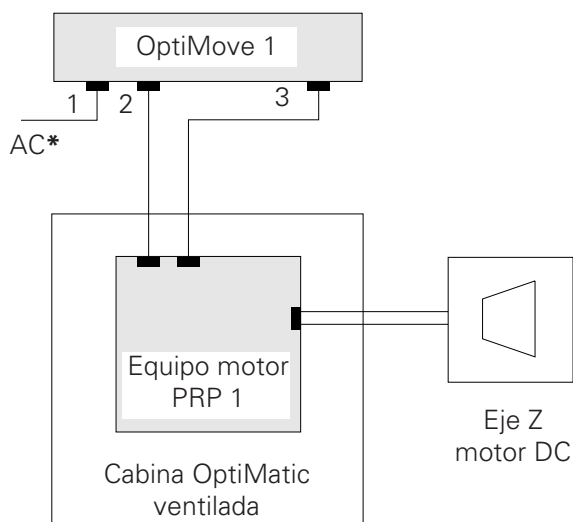 OptiMove 1
1
2
3
AC*
Equipo motor
PRP 1
Eje Z
motor DC
Cabina OptiMatic
ventilada